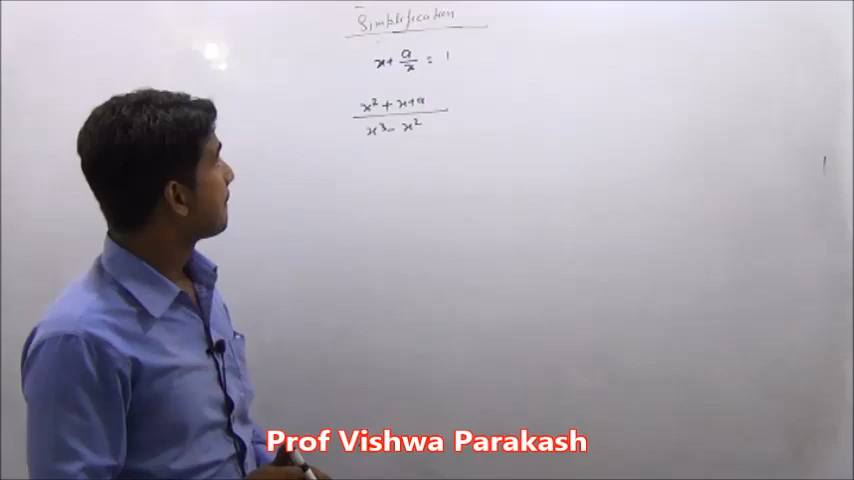 Simplification
x + a/x = 1
x² + x + a
x³ - x²
Prof Vishwa Parakash